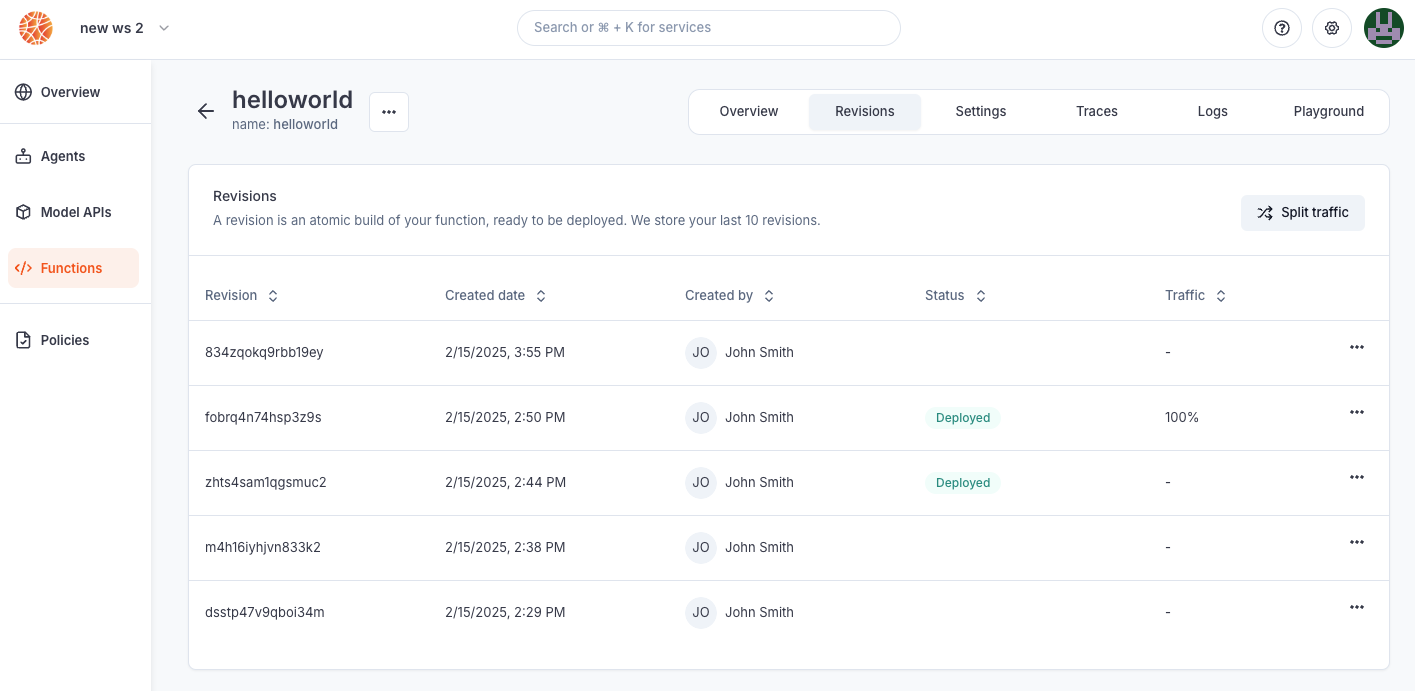 new ws 2
Search or ⌘ + K for services
Overview
Agents
Model APIs
Functions
Policies
helloworld
name: helloworld
Overview Revisions Settings Traces Logs Playground
Revisions
A revision is an atomic build of your function, ready to be deployed. We store your last 10 revisions.
Split traffic
Revision Created date Created by Status Traffic
834zqokq9rbb19ey 2/15/2025, 3:55 PM JO John Smith -
fobrq4n74hsp3z9s 2/15/2025, 2:50 PM JO John Smith Deployed 100%
zhts4sam1qgsmuc2 2/15/2025, 2:44 PM JO John Smith Deployed -
m4h16iyhjvn833k2 2/15/2025, 2:38 PM JO John Smith -
dsstp47v9qboi34m 2/15/2025, 2:29 PM JO John Smith -